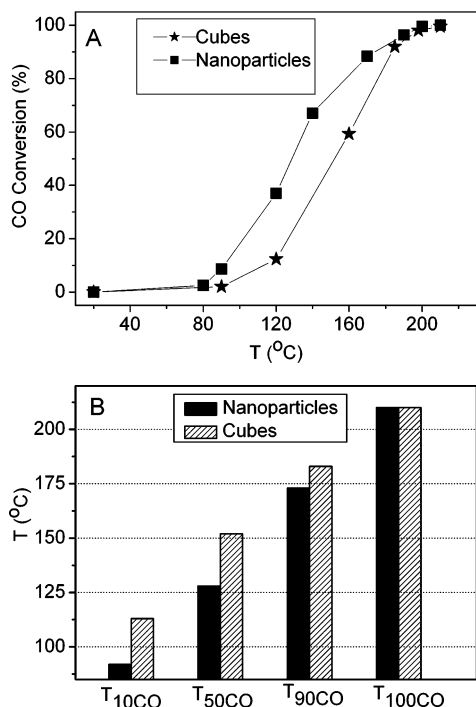 A
Cubes
Nanoparticles
CO Conversion (%)
100
80
60
40
20
0
40 80 120 160 200
T (°C)
B
Nanoparticles
Cubes
T (°C)
200
175
150
125
100
T10CO T50CO T90CO T100CO